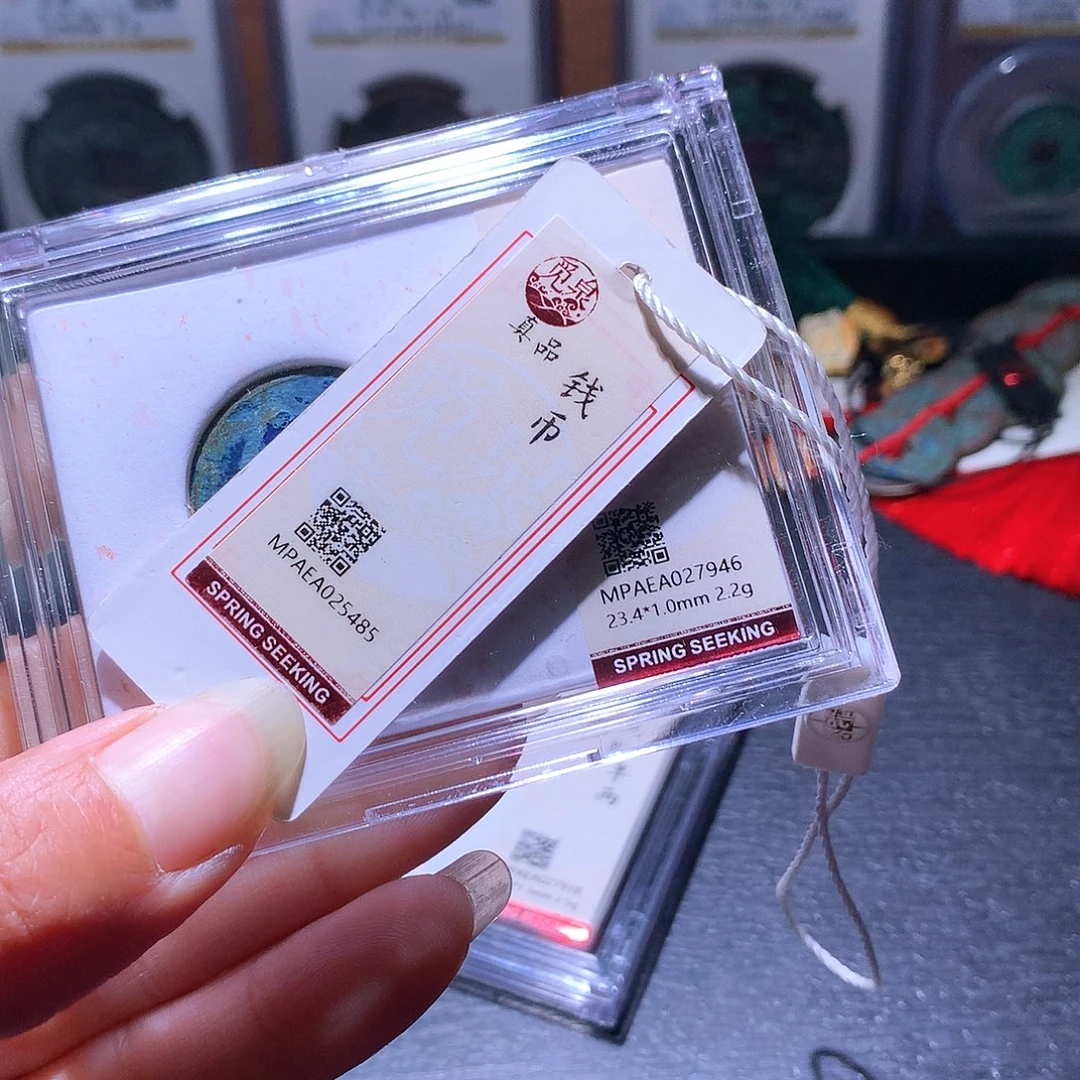 觅泉
真品
钱币
MPAEA025485
SPRING SEEKING
MPAEA027946
23.4*1.0mm 2.2g
SPRING SEEKING